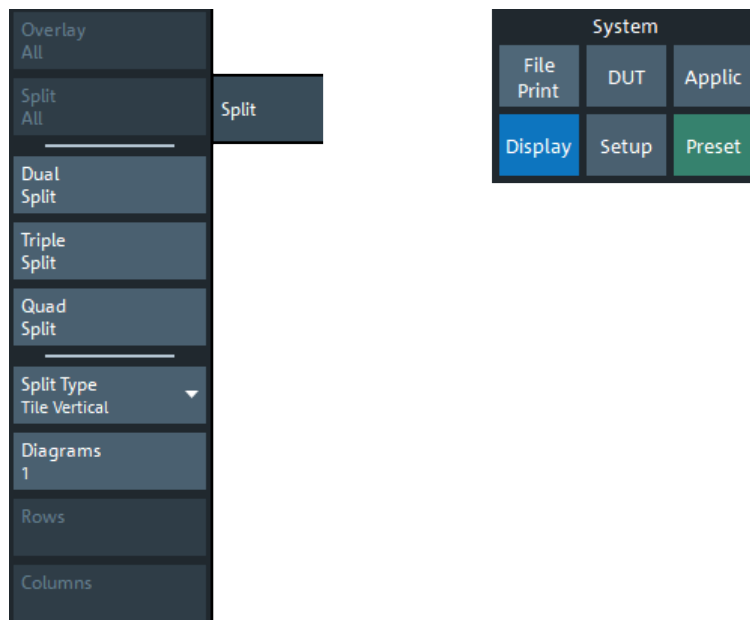 Overlay
All
Split
All
Split
Dual
Split
Triple
Split
Quad
Split
Split Type
Tile Vertical
Diagrams
1
Rows
Columns
System
File
Print
DUT
Applic
Display
Setup
Preset